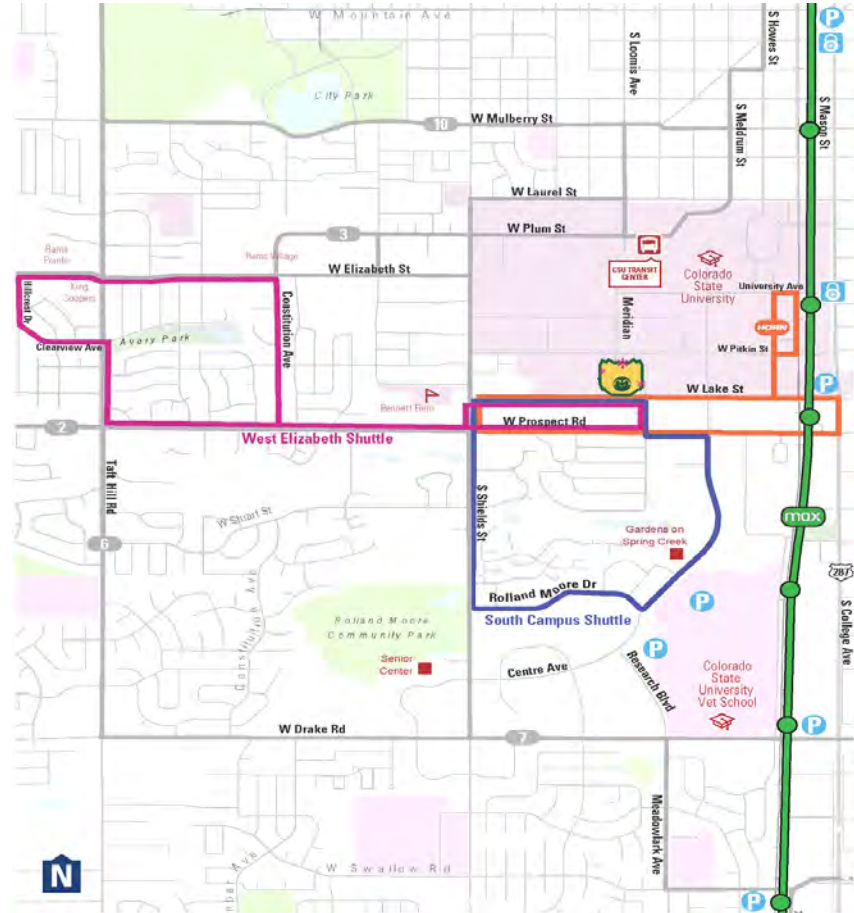 W Mountain Ave
S Howes St
P
S Loomis Ave
City Park
S Meldrum St
S Mason St
10
W Mulberry St
W Laurel St
3
W Plum St
Rams
Pointe
Rams Village
CSU TRANSIT
CENTER
Colorado
State
University
W Elizabeth St
King
Soopers
University Ave
Hillcrest Dr
Constitution Ave
Meridian
HORN
Clearview Ave
Avery Park
W Pitkin St
W Lake St
P
Bennett Field
2
W Prospect Rd
West Elizabeth Shuttle
Taft Hill Rd
S Shields St
W Stuart St
max
6
Gardens on
Spring Creek
287
Constitution Ave
Rolland Moore Dr
P
S College Ave
South Campus Shuttle
Rolland Moore
Community Park
P
Senior
Center
Centre Ave
Research Blvd
Colorado
State
University
Vet School
W Drake Rd
7
P
Meadowlark Ave
W Swallow Rd
N
P